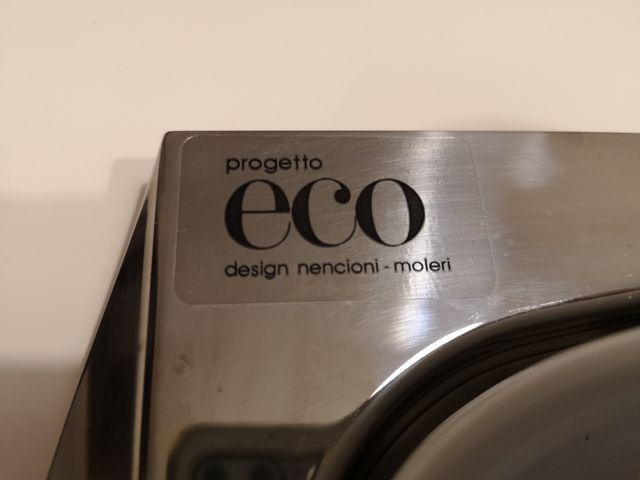 progetto
eco
design nencioni-moleri